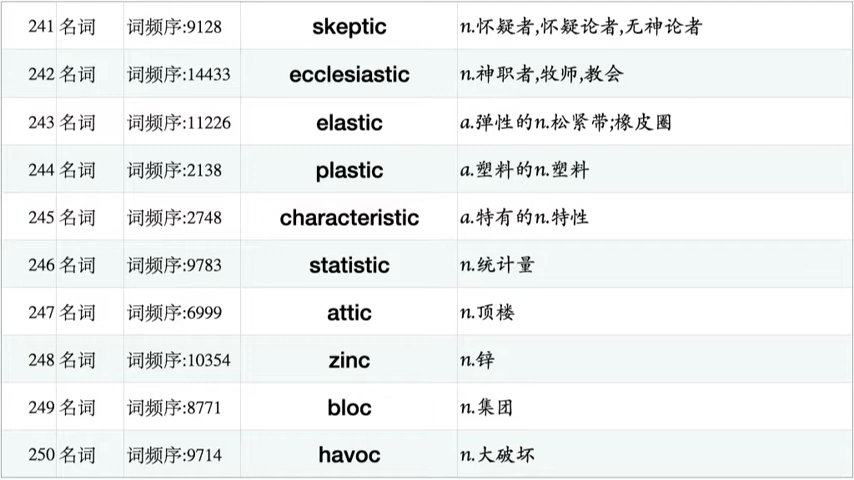 241 名词 词频序:9128 skeptic n.怀疑者,怀疑论者,无神论者
242 名词 词频序:14433 ecclesiastic n.神职者,牧师,教会
243 名词 词频序:11226 elastic a.弹性的n.松紧带;橡皮圈
244 名词 词频序:2138 plastic a.塑料的n.塑料
245 名词 词频序:2748 characteristic a.特有的n.特性
246 名词 词频序:9783 statistic n.统计量
247 名词 词频序:6999 attic n.顶楼
248 名词 词频序:10354 zinc n.锌
249 名词 词频序:8771 bloc n.集团
250 名词 词频序:9714 havoc n.大破坏